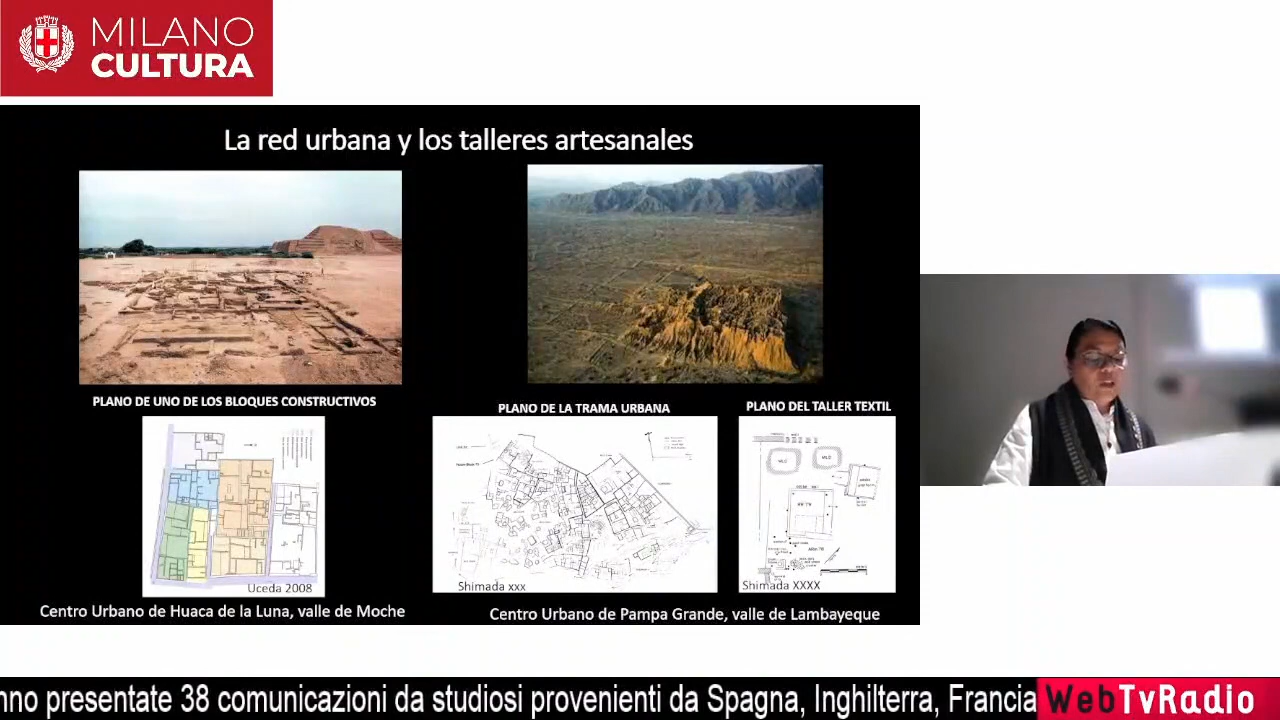 MILANO
CULTURA
La red urbana y los talleres artesanales
PLANO DE UNO DE LOS BLOQUES CONSTRUCTIVOS
PLANO DE LA TRAMA URBANA
PLANO DEL TALLER TEXTIL
Uceda 2008
Shimada xxx
Shimada XXXX
Centro Urbano de Huaca de la Luna, valle de Moche
Centro Urbano de Pampa Grande, valle de Lambayeque
nno presentate 38 comunicazioni da studiosi provenienti da Spagna, Inghilterra, Francia
WebTvRadio